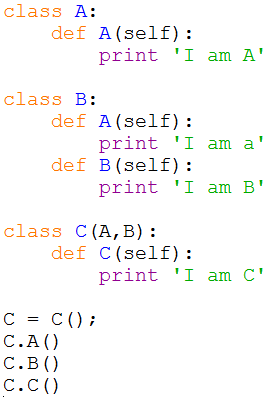 class A:
    def A(self):
        print 'I am A'
class B:
    def A(self):
        print 'I am a'
    def B(self):
        print 'I am B'
class C(A,B):
    def C(self):
        print 'I am C'
C = C();
C.A()
C.B()
C.C()